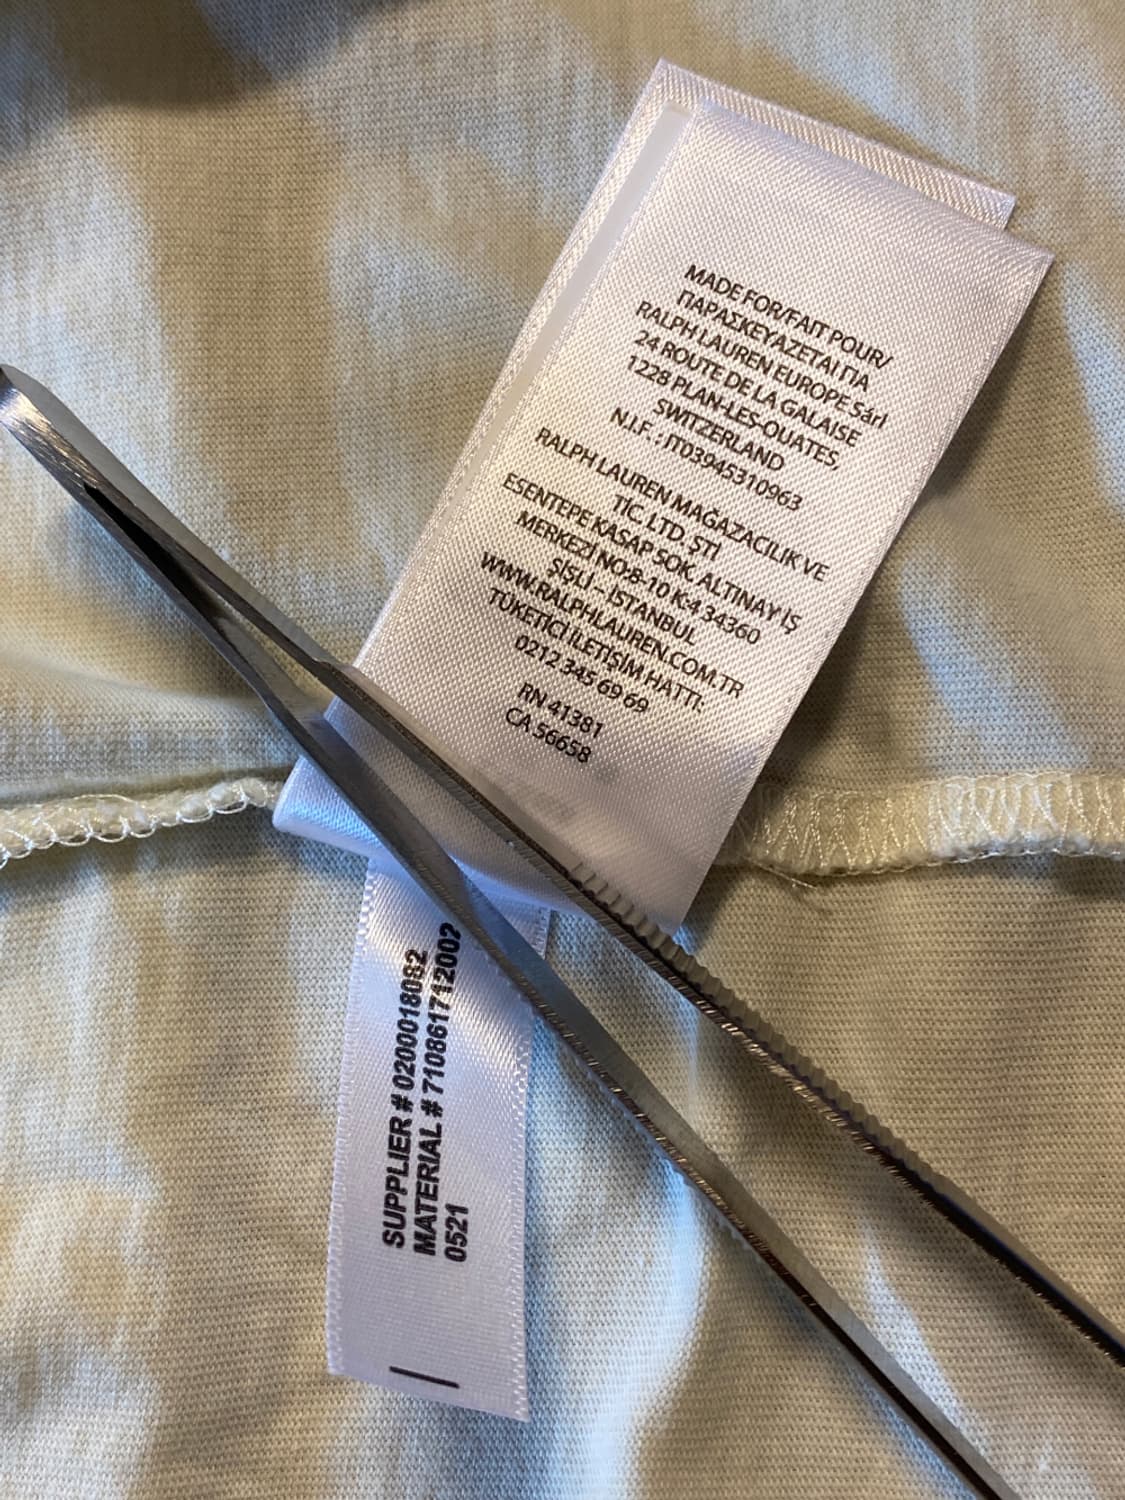 MADE FOR/FAIT POUR/
ΠΑΡΑΣΚΕΥΑΖΕΤΑΙ ΓΙΑ
RALPH LAUREN EUROPE Sárl
24 ROUTE DE LA GALAISE
1228 PLAN-LES-OUATES,
SWITZERLAND
N.I.F. : IT03945310963
RALPH LAUREN MAĞAZACILIK VE
TİC. LTD. ŞTİ
ESENTEPE KASAP SOK. ALTINAY İŞ
MERKEZİ NO:8-10 K:4 34360
ŞİŞLİ – İSTANBUL
WWW.RALPHLAUREN.COM.TR
TÜKETİCİ İLETİŞİM HATTI:
0212 345 69 69
RN 41381
CA 56658
SUPPLIER # 0200018082
MATERIAL # 710861712002
0521